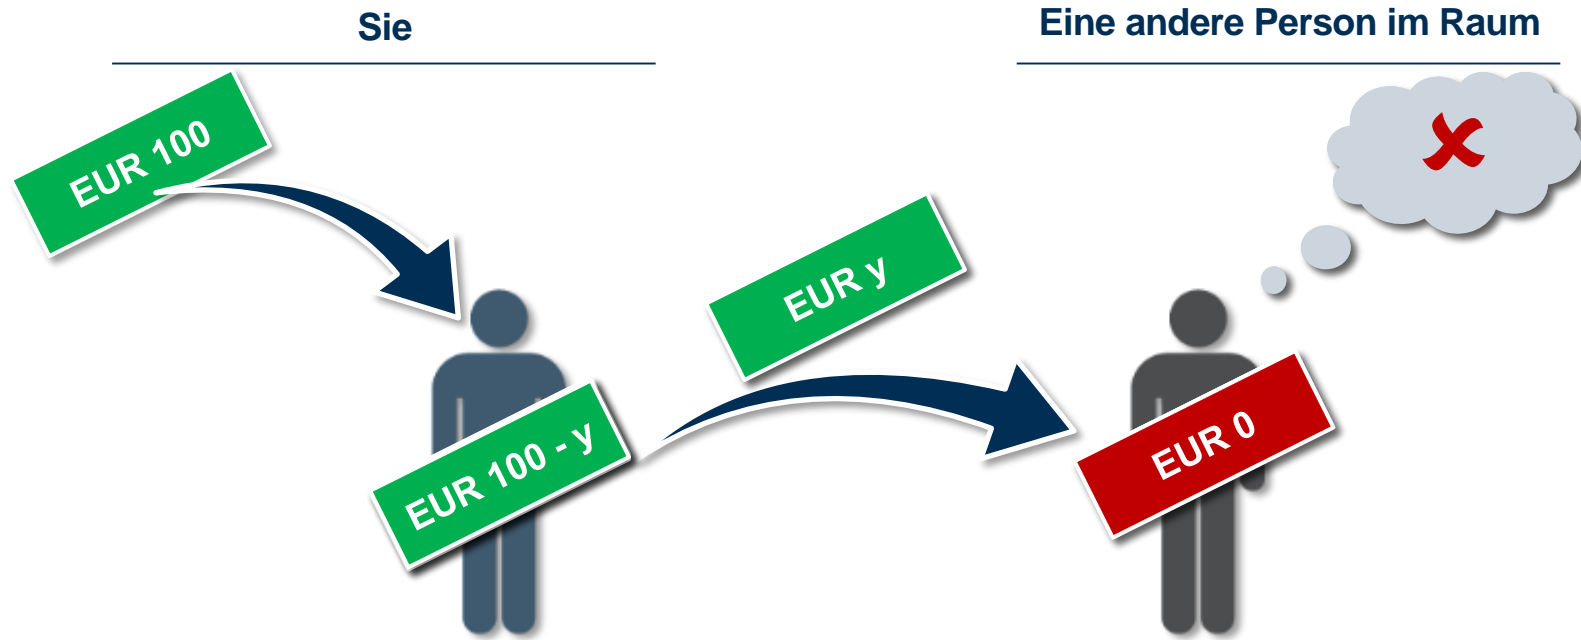 Sie
Eine andere Person im Raum
EUR 100
EUR y
EUR 100 - y
EUR 0